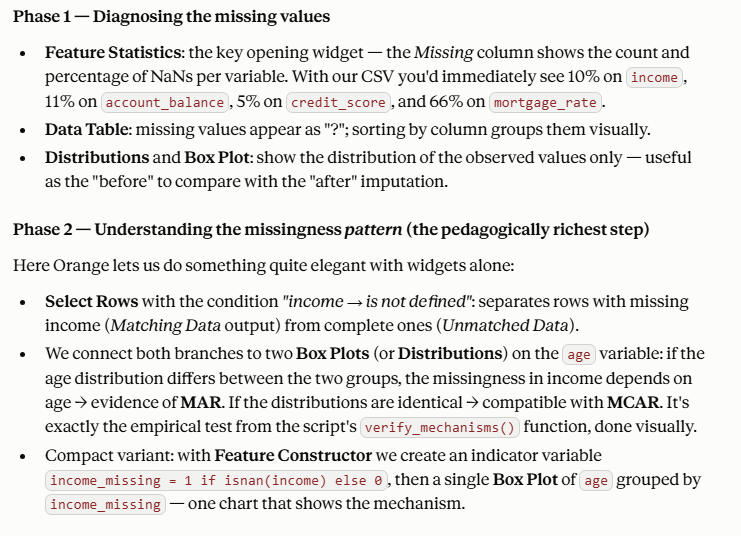 Phase 1 — Diagnosing the missing values
Feature Statistics: the key opening widget — the Missing column shows the count and
percentage of NaNs per variable. With our CSV you'd immediately see 10% on income,
11% on account_balance, 5% on credit_score, and 66% on mortgage_rate.
Data Table: missing values appear as "?"; sorting by column groups them visually.
Distributions and Box Plot: show the distribution of the observed values only — useful
as the "before" to compare with the "after" imputation.
Phase 2 — Understanding the missingness pattern (the pedagogically richest step)
Here Orange lets us do something quite elegant with widgets alone:
Select Rows with the condition "income → is not defined": separates rows with missing
income (Matching Data output) from complete ones (Unmatched Data).
We connect both branches to two Box Plots (or Distributions) on the age variable: if the
age distribution differs between the two groups, the missingness in income depends on
age → evidence of MAR. If the distributions are identical → compatible with MCAR. It's
exactly the empirical test from the script's verify_mechanisms() function, done visually.
Compact variant: with Feature Constructor we create an indicator variable
income_missing = 1 if isnan(income) else 0, then a single Box Plot of age grouped by
income_missing — one chart that shows the mechanism.